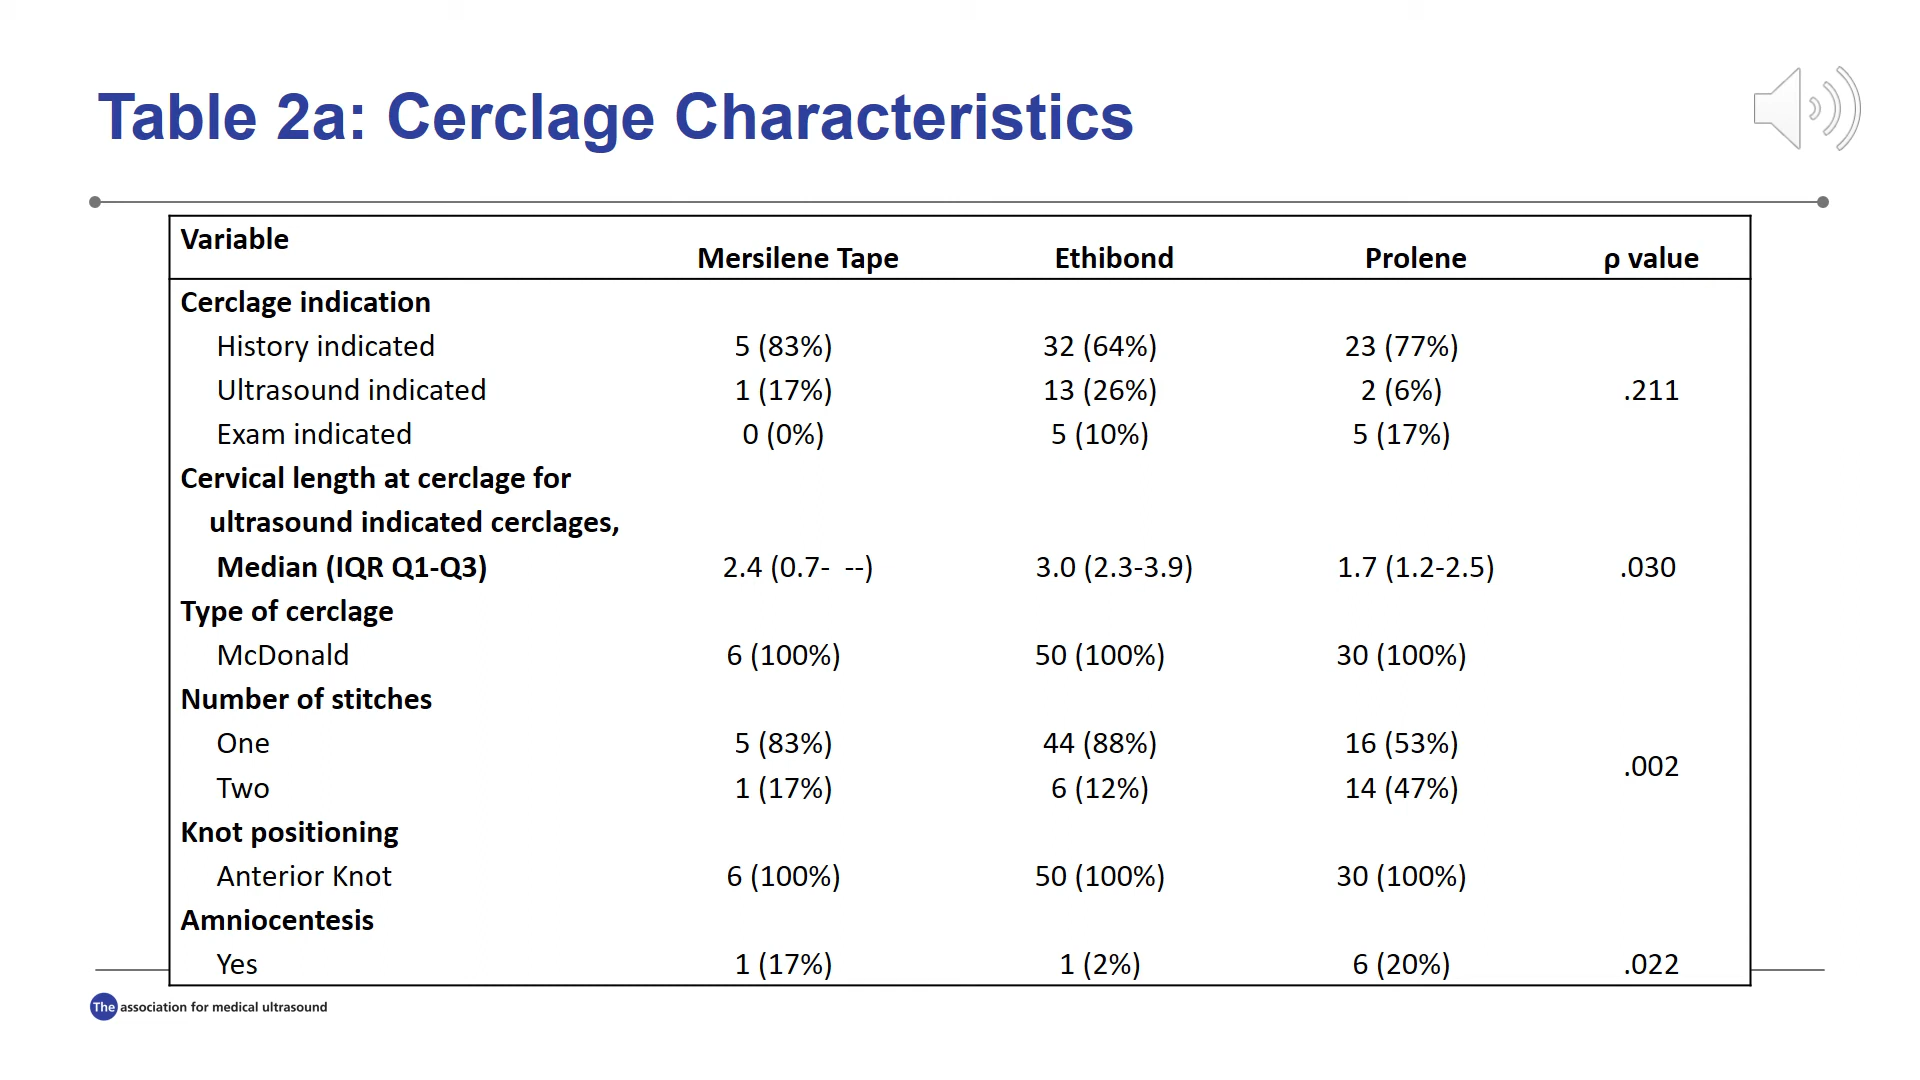 Table 2a: Cerclage Characteristics
Variable Mersilene Tape Ethibond Prolene ρ value
Cerclage indication
History indicated 5 (83%) 32 (64%) 23 (77%)
Ultrasound indicated 1 (17%) 13 (26%) 2 (6%) .211
Exam indicated 0 (0%) 5 (10%) 5 (17%)
Cervical length at cerclage for
ultrasound indicated cerclages,
Median (IQR Q1-Q3) 2.4 (0.7- --) 3.0 (2.3-3.9) 1.7 (1.2-2.5) .030
Type of cerclage
McDonald 6 (100%) 50 (100%) 30 (100%)
Number of stitches
One 5 (83%) 44 (88%) 16 (53%)
.002
Two 1 (17%) 6 (12%) 14 (47%)
Knot positioning
Anterior Knot 6 (100%) 50 (100%) 30 (100%)
Amniocentesis
Yes 1 (17%) 1 (2%) 6 (20%) .022
The association for medical ultrasound